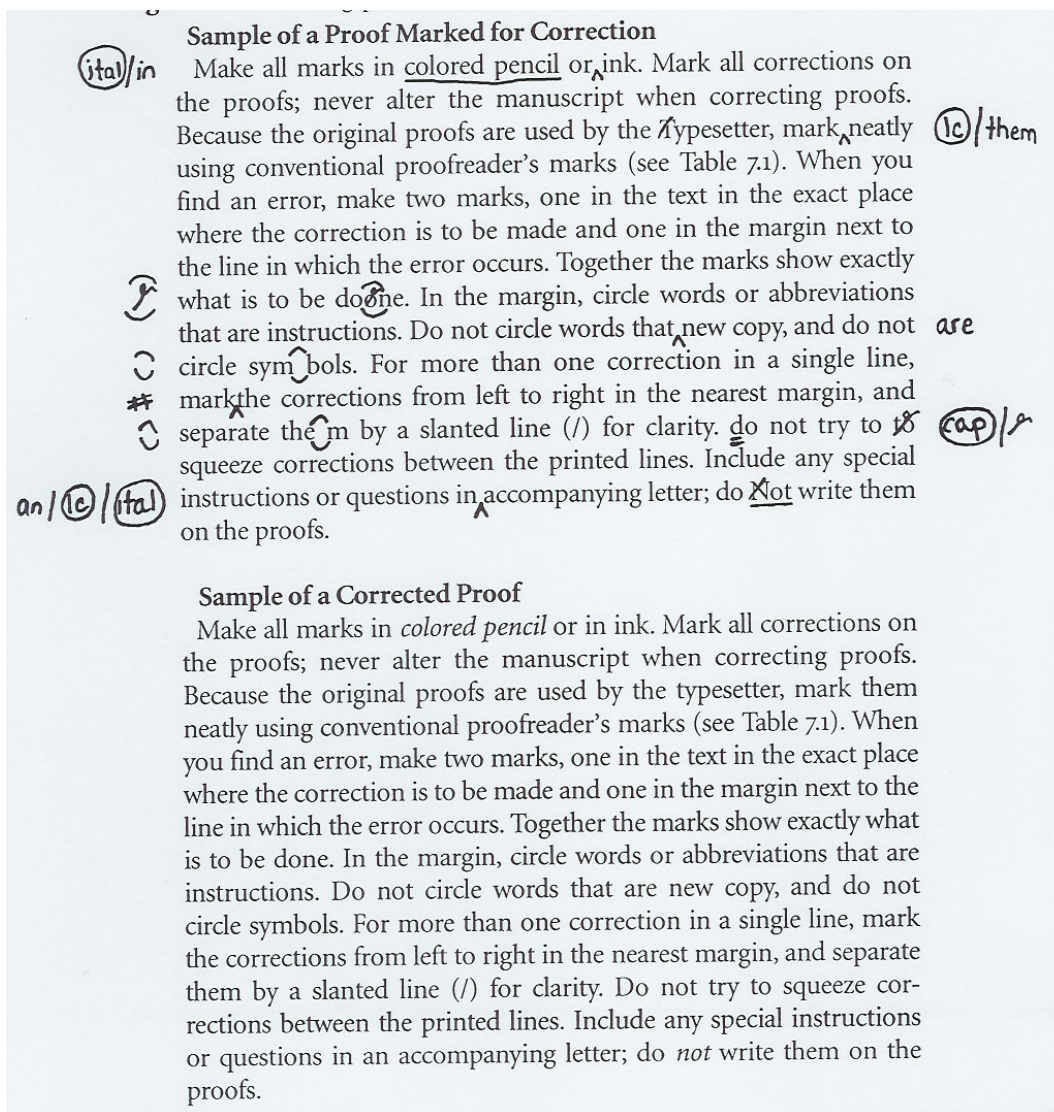 Sample of a Proof Marked for Correction
ital/in Make all marks in colored pencil or ink. Mark all corrections on
the proofs; never alter the manuscript when correcting proofs.
Because the original proofs are used by the Typesetter, mark neatly lc/them
using conventional proofreader's marks (see Table 7.1). When you
find an error, make two marks, one in the text in the exact place
where the correction is to be made and one in the margin next to
the line in which the error occurs. Together the marks show exactly
what is to be doone. In the margin, circle words or abbreviations
that are instructions. Do not circle words that new copy, and do not are
circle sym bols. For more than one correction in a single line,
# markthe corrections from left to right in the nearest margin, and
separate the m by a slanted line (/) for clarity. do not try to to cap/
squeeze corrections between the printed lines. Include any special
an/lc/ital instructions or questions in accompanying letter; do Not write them
on the proofs.
Sample of a Corrected Proof
Make all marks in colored pencil or in ink. Mark all corrections on
the proofs; never alter the manuscript when correcting proofs.
Because the original proofs are used by the typesetter, mark them
neatly using conventional proofreader's marks (see Table 7.1). When
you find an error, make two marks, one in the text in the exact place
where the correction is to be made and one in the margin next to the
line in which the error occurs. Together the marks show exactly what
is to be done. In the margin, circle words or abbreviations that are
instructions. Do not circle words that are new copy, and do not
circle symbols. For more than one correction in a single line, mark
the corrections from left to right in the nearest margin, and separate
them by a slanted line (/) for clarity. Do not try to squeeze cor-
rections between the printed lines. Include any special instructions
or questions in an accompanying letter; do not write them on the
proofs.